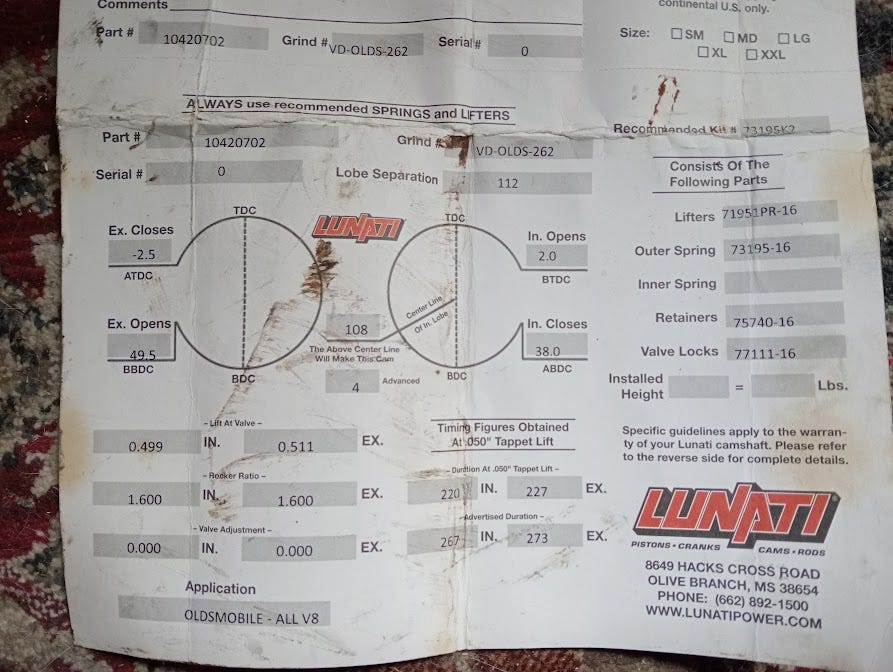 Comments
continental U.S. only.
Part # 10420702 Grind # VD-OLDS-262 Serial # 0
Size: SM MD LG
XL XXL
ALWAYS use recommended SPRINGS and LIFTERS
Recommended Kit # 73195K2
Part # 10420702 Grind # VD-OLDS-262
Serial # 0 Lobe Separation 112
Consists Of The
Following Parts
Lifters 71951PR-16
Outer Spring 73195-16
Inner Spring
Retainers 75740-16
Valve Locks 77111-16
Installed
Height = Lbs.
TDC
LUNATI
TDC
Ex. Closes
-2.5
ATDC
In. Opens
2.0
BTDC
Center Line
Of In. Lobe
Ex. Opens
49.5
BBDC
108
The Above Center Line
Will Make This Cam
4 Advanced
In. Closes
38.0
ABDC
BDC
BDC
- Lift At Valve -
0.499 IN. 0.511 EX.
- Rocker Ratio -
1.600 IN. 1.600 EX.
- Valve Adjustment -
0.000 IN. 0.000 EX.
Timing Figures Obtained
At .050" Tappet Lift
- Duration At .050" Tappet Lift -
220 IN. 227 EX.
- Advertised Duration -
267 IN. 273 EX.
Application
OLDSMOBILE - ALL V8
Specific guidelines apply to the warran-
ty of your Lunati camshaft. Please refer
to the reverse side for complete details.
LUNATI
PISTONS • CRANKS CAMS • RODS
8649 HACKS CROSS ROAD
OLIVE BRANCH, MS 38654
PHONE: (662) 892-1500
WWW.LUNATIPOWER.COM